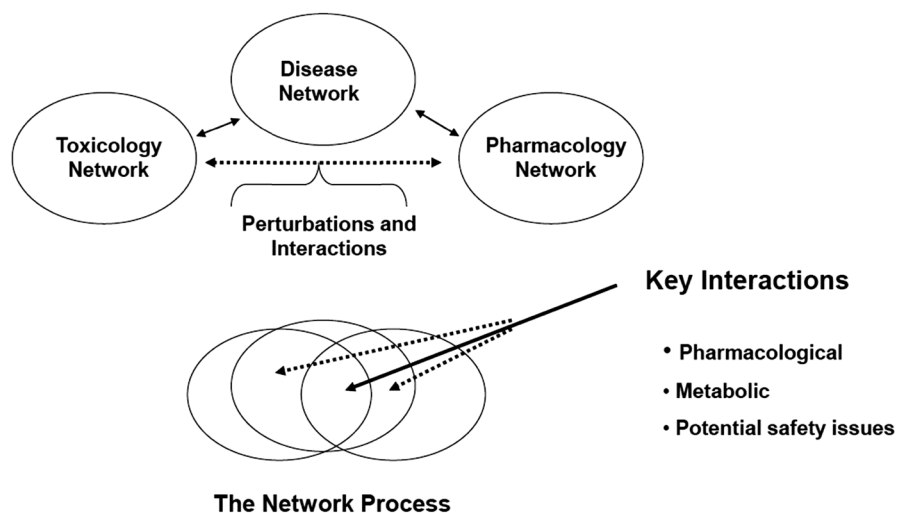 Disease
Network
Toxicology
Network
Pharmacology
Network
Perturbations and
Interactions
Key Interactions
• Pharmacological
• Metabolic
• Potential safety issues
The Network Process